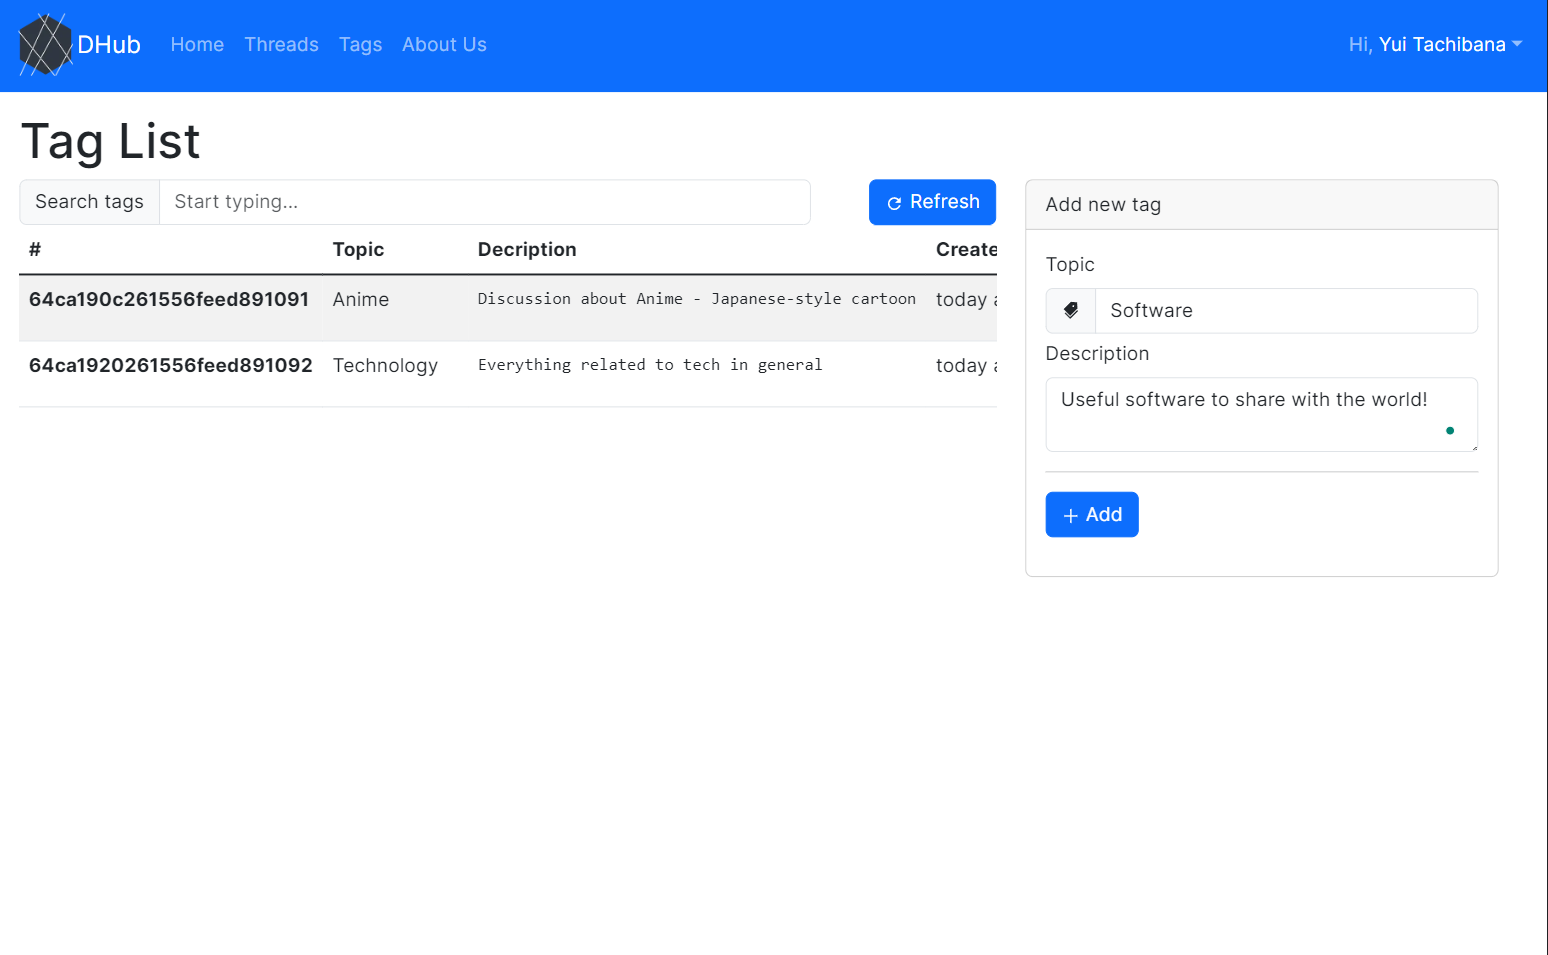 DHub Home Threads Tags About Us Hi, Yui Tachibana
Tag List
Search tags Start typing... Refresh
# Topic Decription Create
64ca190c261556feed891091 Anime Discussion about Anime - Japanese-style cartoon today
64ca1920261556feed891092 Technology Everything related to tech in general today
Add new tag
Topic
Software
Description
Useful software to share with the world!
+ Add